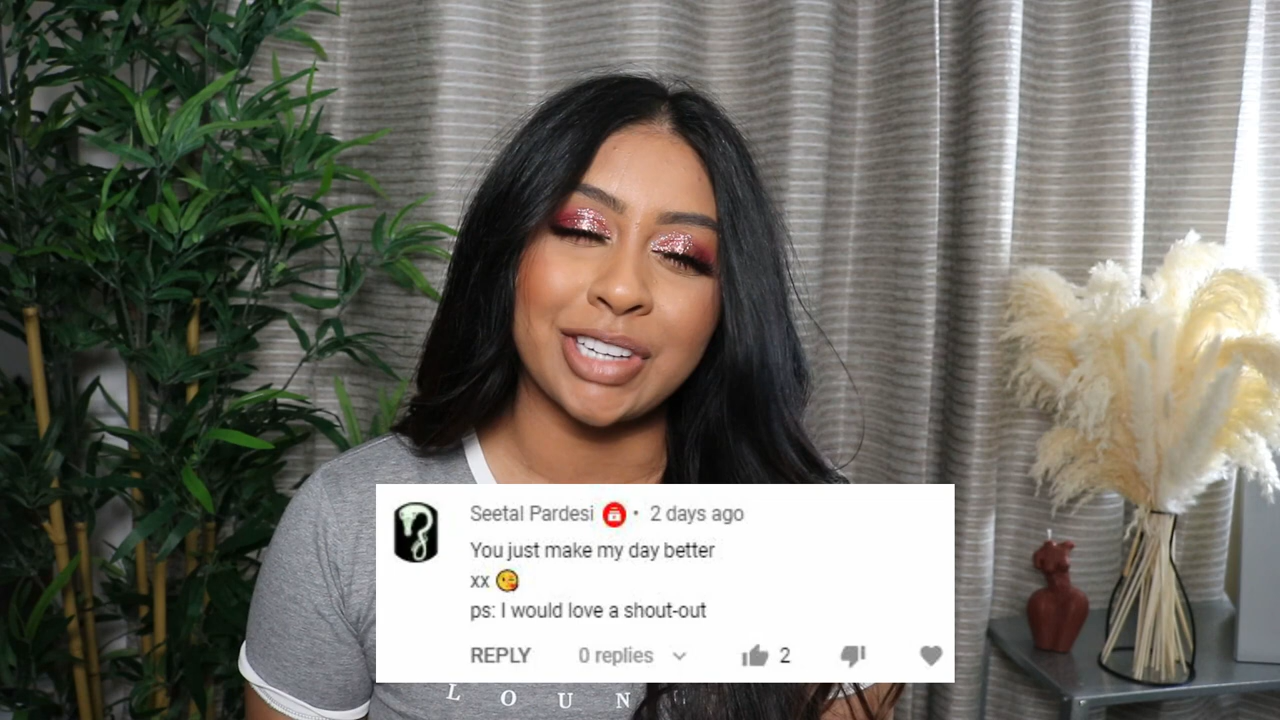 Seetal Pardesi • 2 days ago
You just make my day better
xx 😘
ps: I would love a shout-out
REPLY 0 replies 2
L O U N